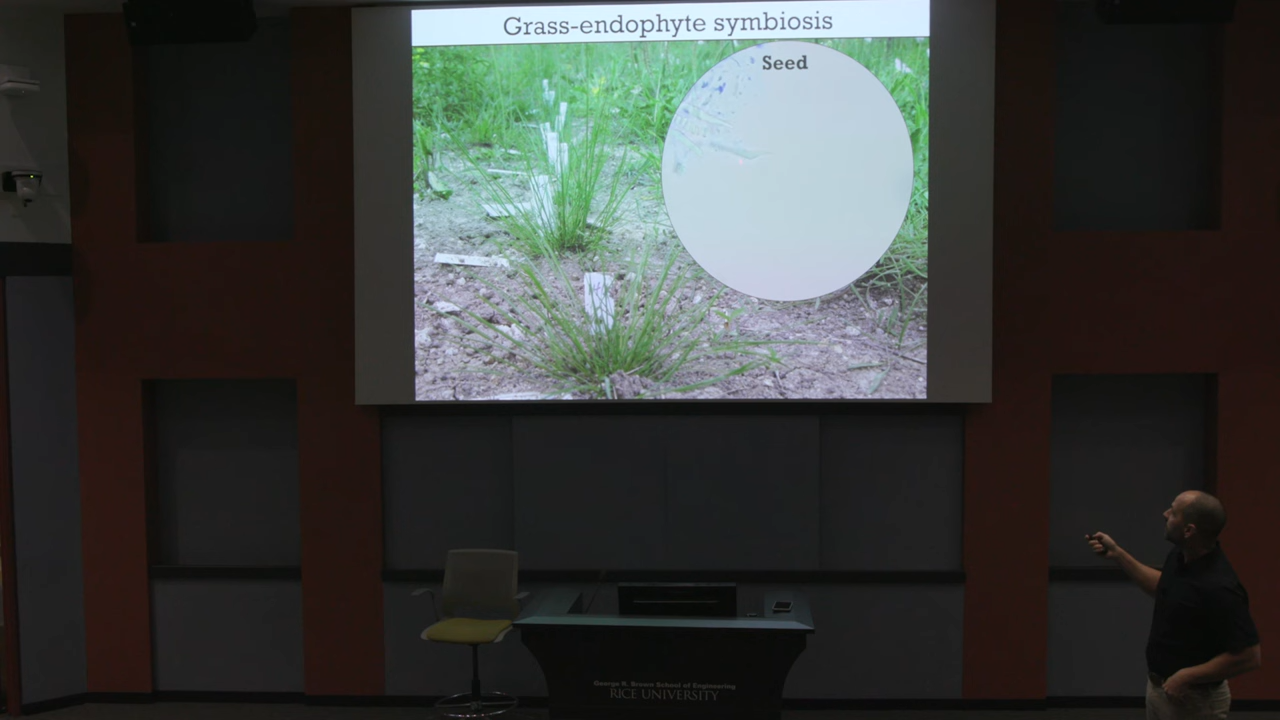 Grass-endophyte symbiosis
Seed
George R. Brown School of Engineering
RICE UNIVERSITY